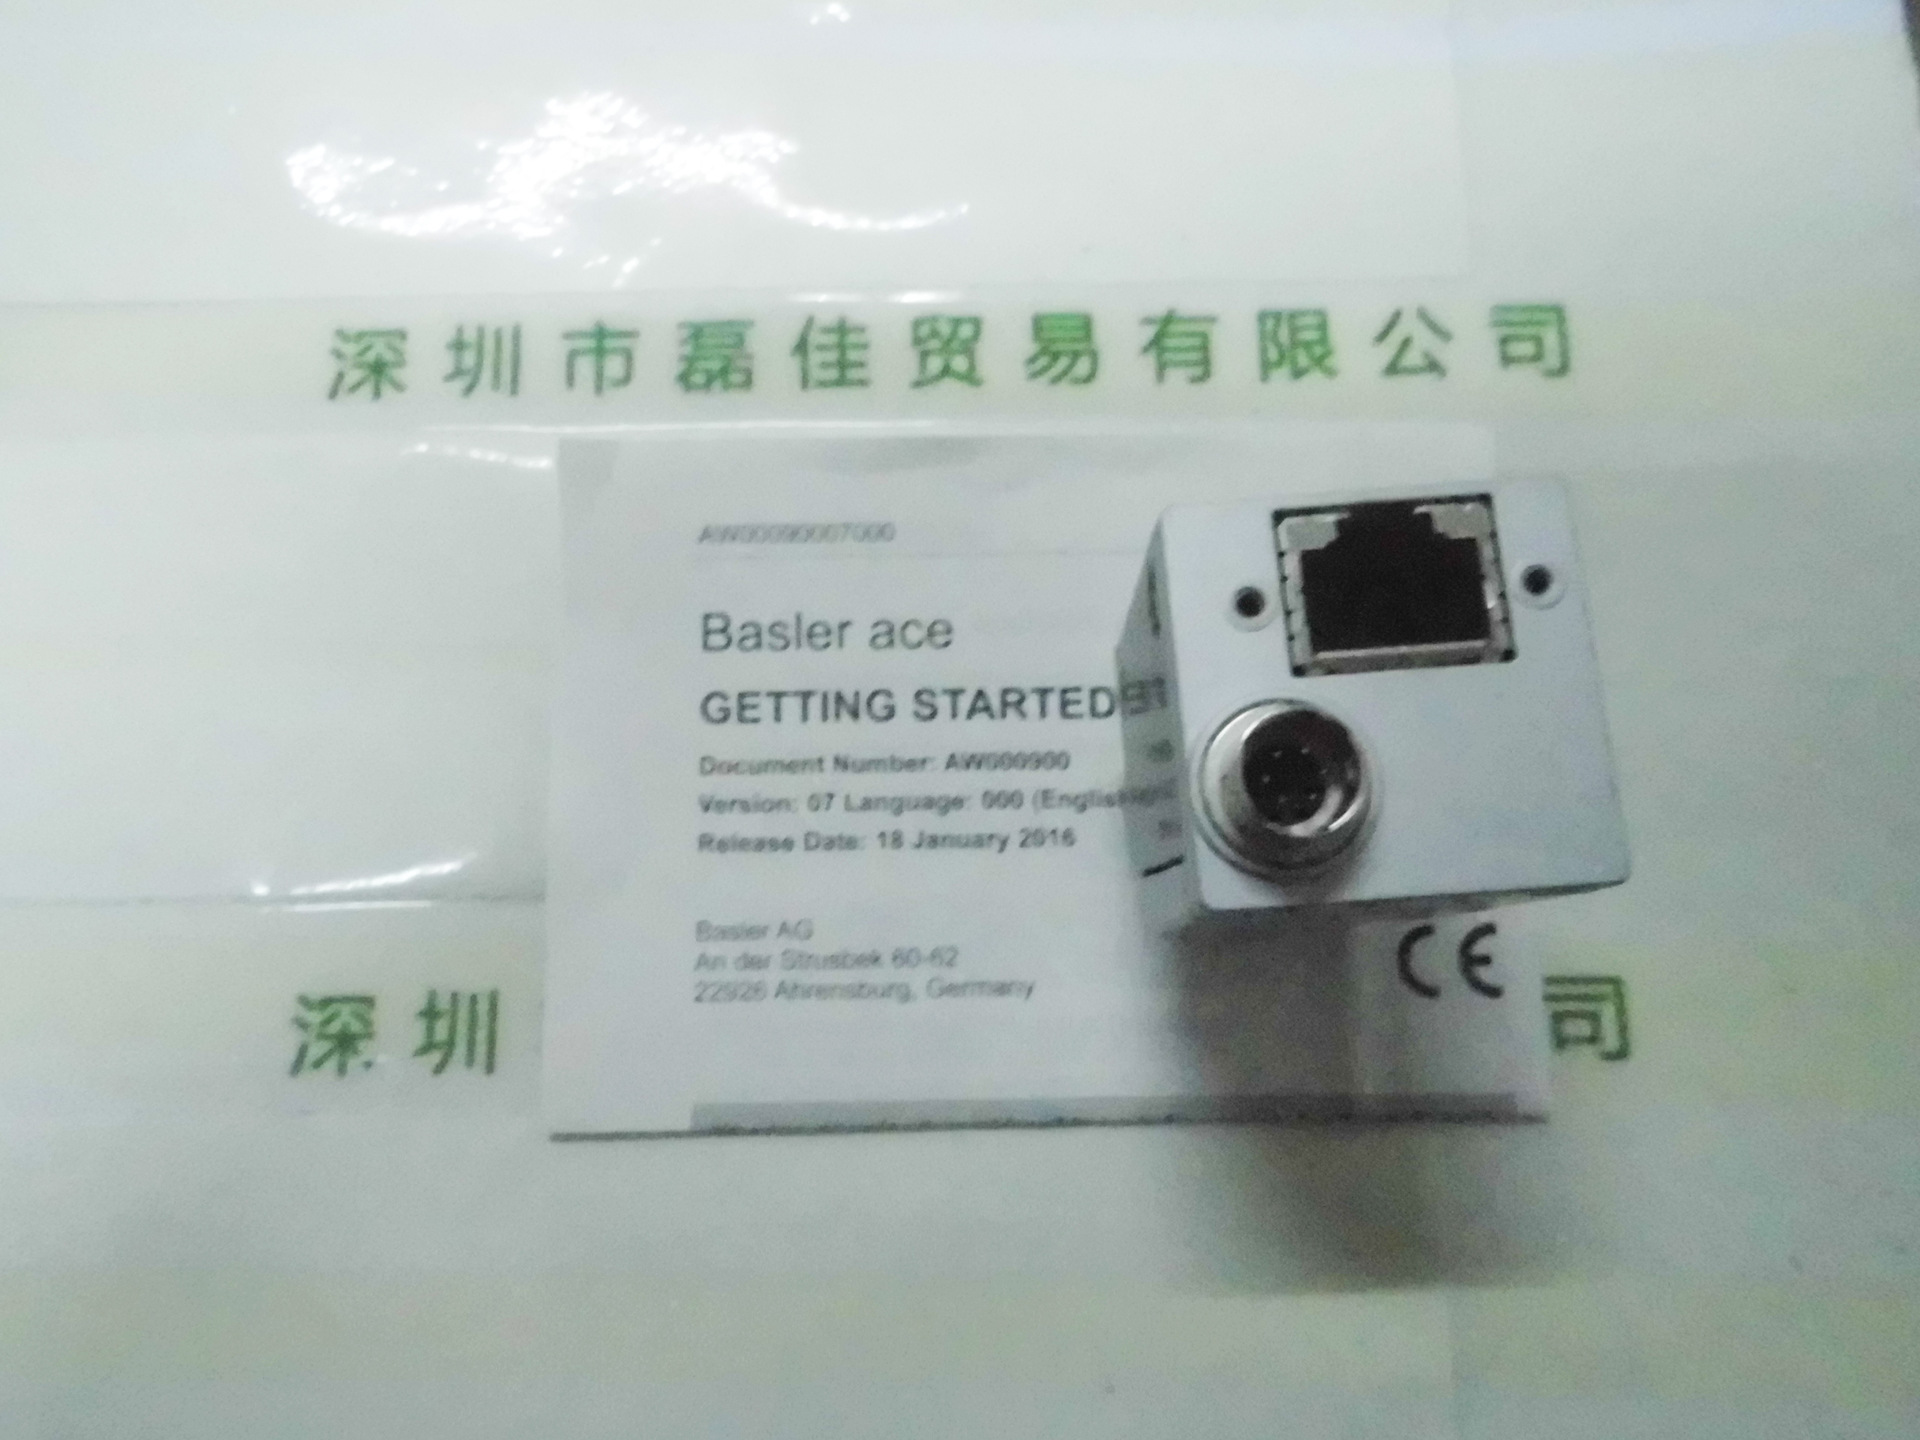 深圳市磊佳贸易有限公司
AW00090007000
Basler ace
GETTING STARTED
Document Number: AW000900
Version: 07 Language: 000 (English
Release Date: 18 January 2016
Basler AG
An der Strusbek 60-62
22926 Ahrensburg, Germany
CE
深圳
司